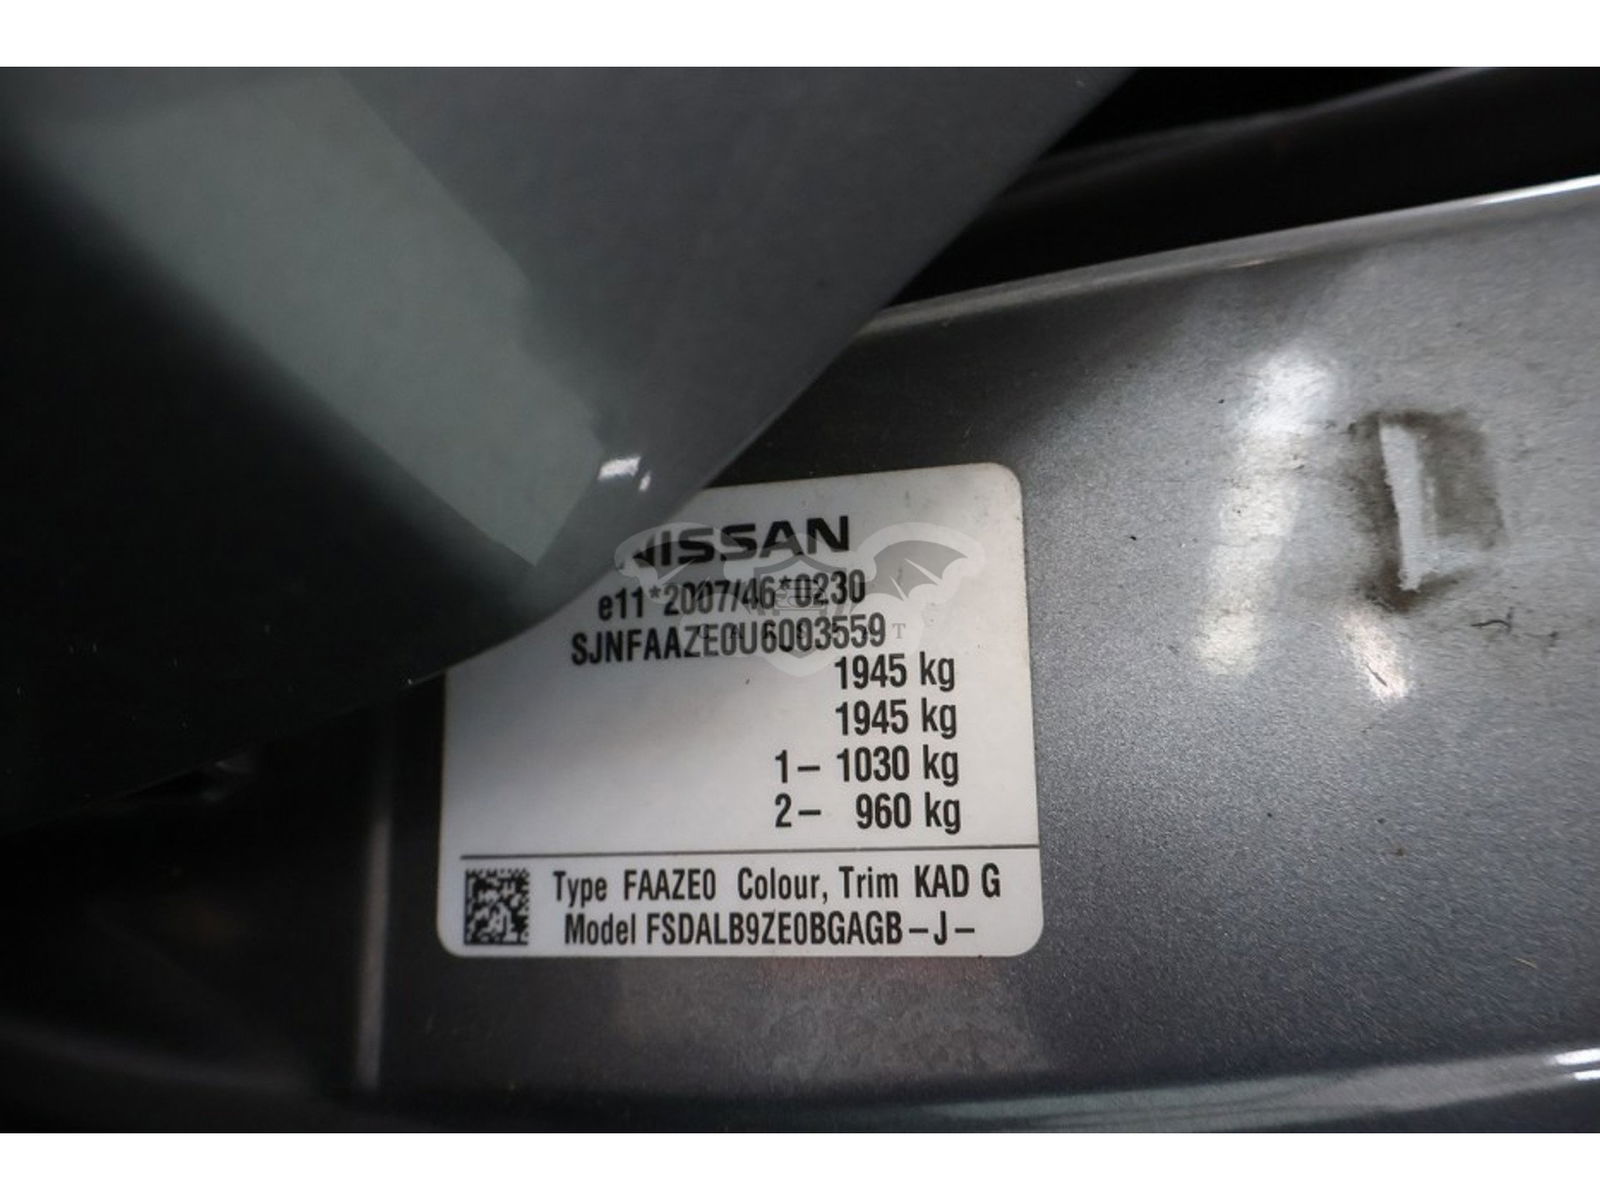 NISSAN
e11*2007/46*0230
SJNFAAZE0U6003559
1945 kg
1945 kg
1– 1030 kg
2– 960 kg
Type FAAZE0 Colour, Trim KAD G
Model FSDALB9ZE0BGAGB–J–